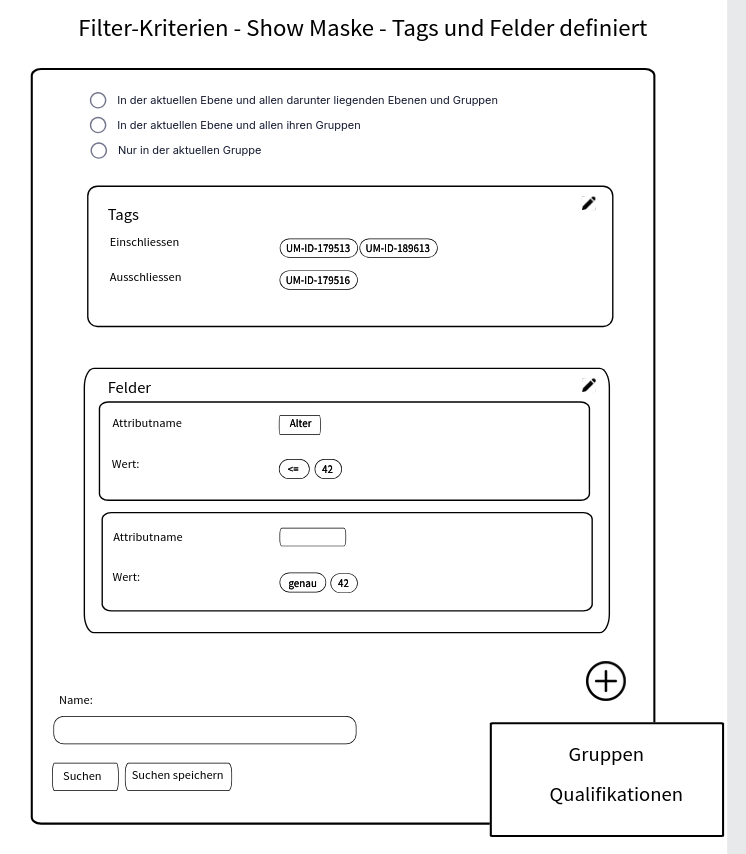 Filter-Kriterien - Show Maske - Tags und Felder definiert
In der aktuellen Ebene und allen darunter liegenden Ebenen und Gruppen
In der aktuellen Ebene und allen ihren Gruppen
Nur in der aktuellen Gruppe
Tags
Einschliessen UM-ID-179513 UM-ID-189613
Ausschliessen UM-ID-179516
Felder
Attributname Alter
Wert: <= 42
Attributname
Wert: genau 42
Name:
Suchen Suchen speichern
Gruppen
Qualifikationen